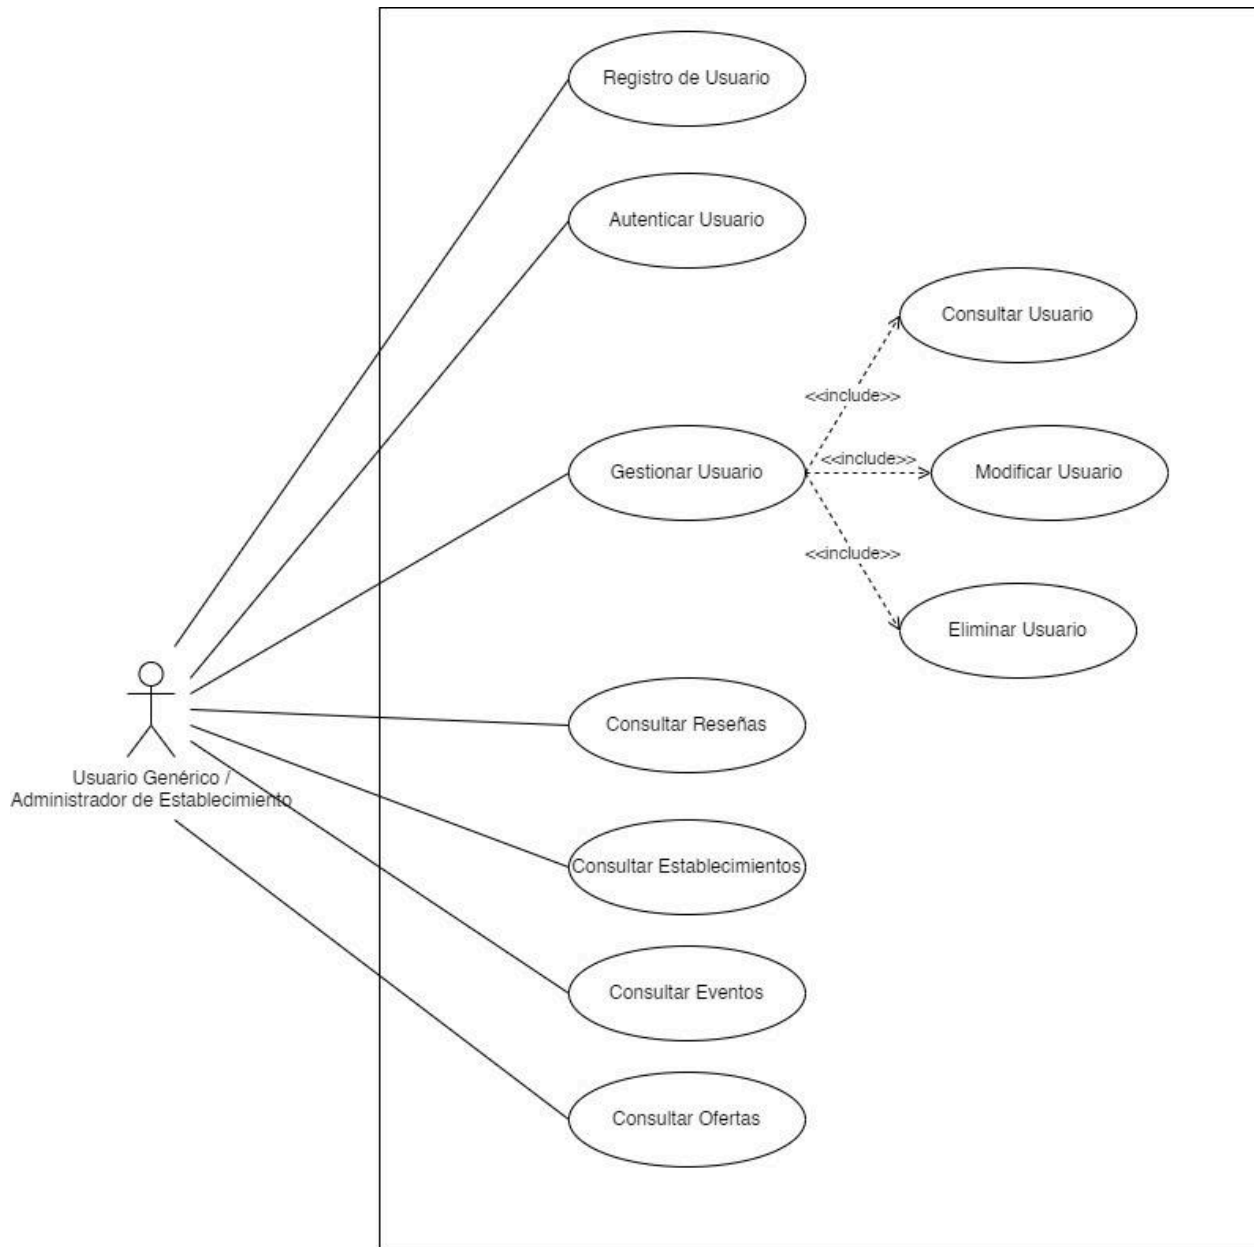 Registro de Usuario
Autenticar Usuario
Consultar Usuario
<<include>>
Gestionar Usuario
<<include>>
Modificar Usuario
<<include>>
Eliminar Usuario
Consultar Reseñas
Usuario Genérico /
Administrador de Establecimiento
Consultar Establecimientos
Consultar Eventos
Consultar Ofertas